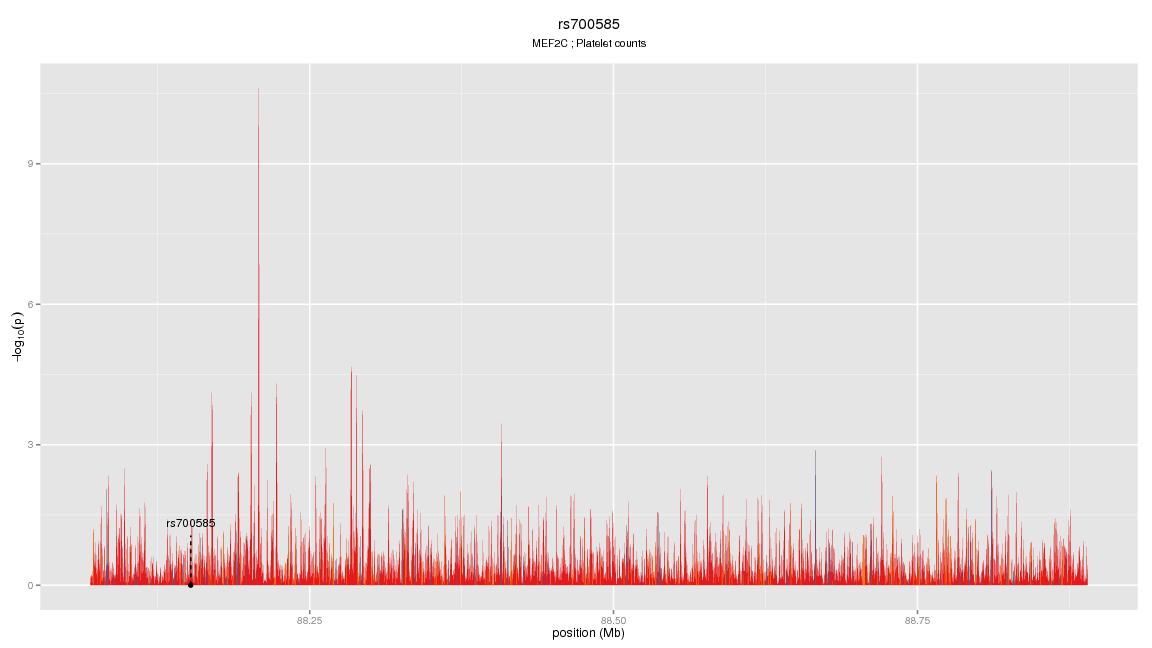 rs700585
MEF2C ; Platelet counts
9
6
3
0
−log10(p)
rs700585
88.25 88.50 88.75
position (Mb)